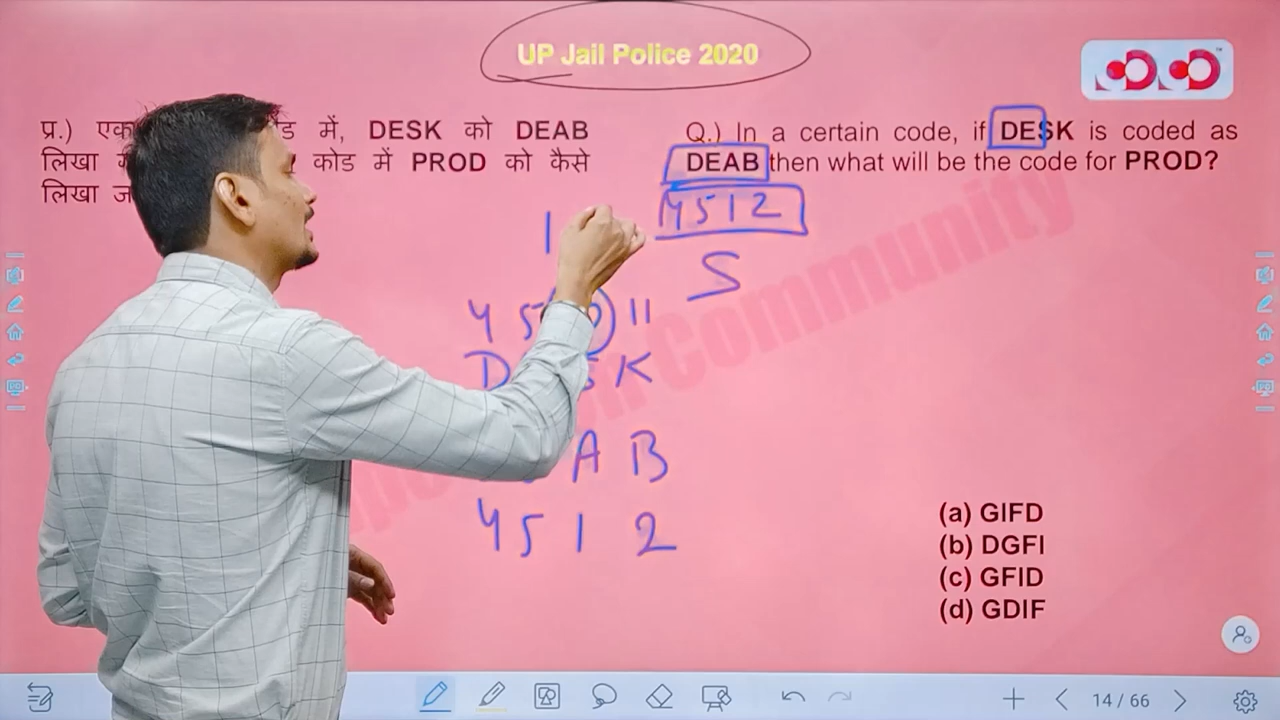 UP Jail Police 2020
प्र.) एक में, DESK को DEAB
लिखा कोड में PROD को कैसे
लिखा
Q.) In a certain code, if DESK is coded as
DEAB then what will be the code for PROD?
4512
S
1
4 5 11
D S K
A B
4 5 1 2
(a) GIFD
(b) DGFI
(c) GFID
(d) GDIF
Community
14 / 66